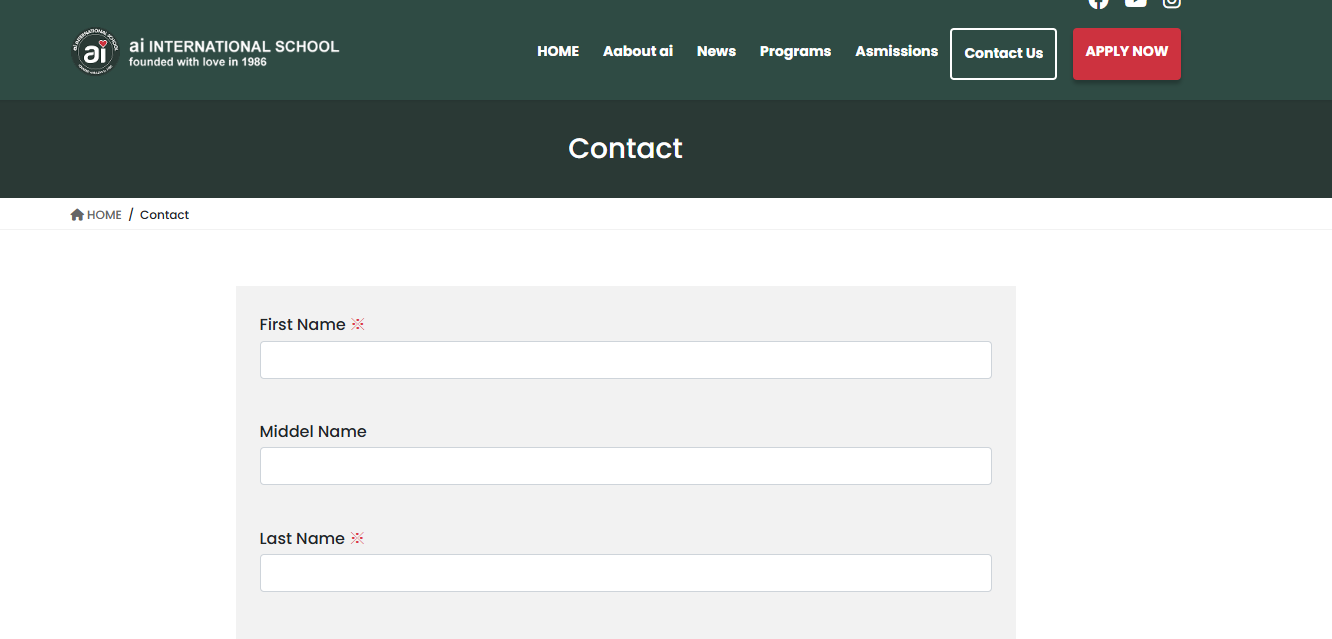 ai INTERNATIONAL SCHOOL
founded with love in 1986
ai
HOME Aabout ai News Programs Asmissions Contact Us APPLY NOW
Contact
HOME / Contact
First Name ※
Middel Name
Last Name ※